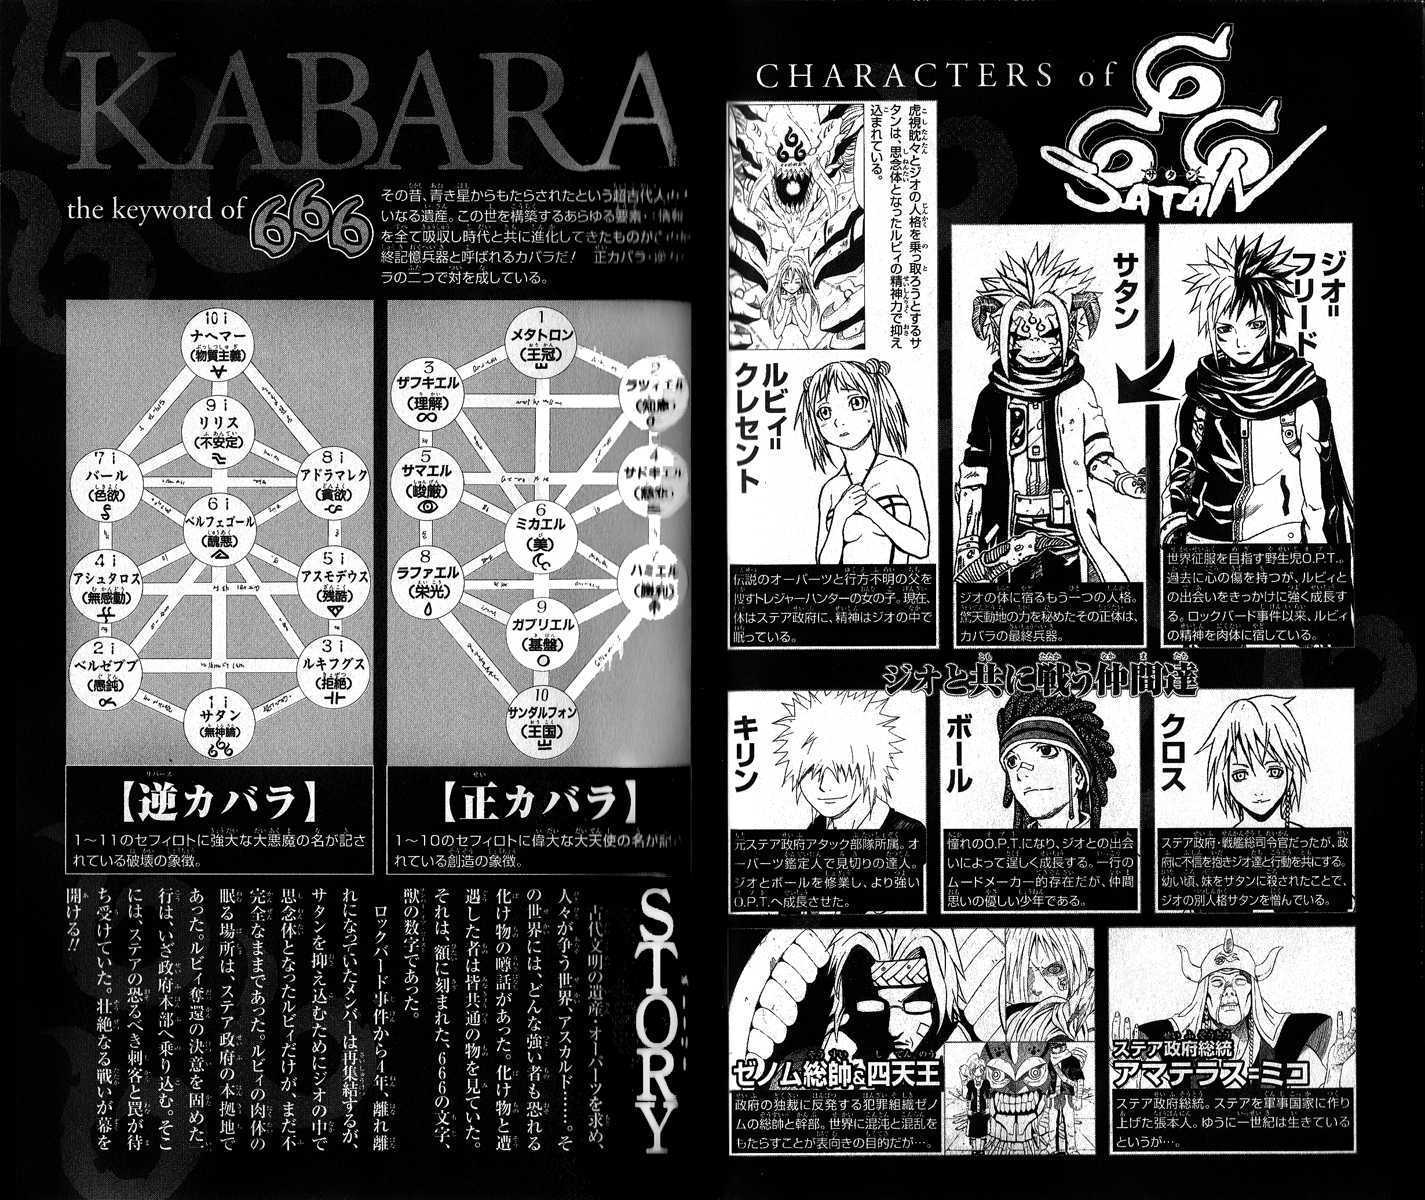 CHARACTERS of
666
SATAN
ジオ=
フリード
世界征服を目指す野生児O.P.T.。
過去に心の傷を持つが、ルビィと
の出会いをきっかけに強く成長す
る。ロックバード事件以来、ルビィ
の精神を肉体に宿している。
サタン
ジオの体に宿るもう一つの人格。
驚天動地の力を秘めたその正体は、
カバラの最終兵器。
虎視眈々とジオの人格を乗っ取ろうとするサ
タンは、思念体となったルビィの精神力で抑え
込まれている。
ルビィ=
クレセント
伝説のオーパーツと行方不明の父を
捜すトレジャーハンターの女の子。現在、
体はステア政府に、精神はジオの中で
眠っている。
ジオと共に戦う仲間達
クロス
ステア政府・戦艦総司令官だったが、政
府に不信を抱きジオ達と行動を共にする。
幼い頃、妹をサタンに殺されたことで、
ジオの別人格サタンを憎んでいる。
ボール
憧れのO.P.T.になり、ジオとの出会
いによって逞しく成長する。一行の
ムードメーカー的存在だが、仲間
思いの優しい少年である。
キリン
元ステア政府アタック部隊所属。オ
ーパーツ鑑定人で見切りの達人。
ジオとボールを修業し、より強い
O.P.T.へ成長させた。
ステア政府総統
アマテラス=ミコ
ステア政府総統。ステアを軍事国家に作り
上げた張本人。ゆうに一世紀は生きている
というが…。
ゼノム総帥&四天王
政府の独裁に反発する犯罪組織ゼノ
ムの総帥と幹部。世界に混沌と混乱を
もたらすことが表向きの目的だが…。
KABARA
the keyword of 666
その昔、青き星からもたらされたという超古代人の
いなる遺産。この世を構築するあらゆる要素・情報
を全て吸収し時代と共に進化してきたものが
終記憶兵器と呼ばれるカバラだ! 正カバラ・逆
ラの二つで対を成している。
1
メタトロン
(王冠)
2
ラツィエル
(知恵)
3
ザフキエル
(理解)
4
サドキエル
(慈悲)
5
サマエル
(峻厳)
6
ミカエル
(美)
7
ハミエル
(勝利)
8
ラファエル
(栄光)
9
ガブリエル
(基盤)
10
サンダルフォン
(王国)
【正カバラ】
1〜10のセフィロトに偉大な大天使の名が記
されている創造の象徴。
10i
ナヘマー
(物質主義)
9i
リリス
(不安定)
8i
アドラマレク
(貪欲)
7i
バール
(色欲)
6i
ベルフェゴール
(醜悪)
5i
アスモデウス
(残酷)
4i
アシュタロス
(無感動)
3i
ルキフグス
(拒絶)
2i
ベルゼブブ
(愚鈍)
1i
サタン
(無神論)
【逆カバラ】
1〜11のセフィロトに強大な大悪魔の名が記さ
れている破壊の象徴。
STORY
古代文明の遺産・オーパーツを求め、
人々が争う世界、アスカルド……。そ
の世界には、どんな強い者も恐れる
化け物の噂話があった。化け物と遭
遇した者は皆共通の物を見ていた。
それは、額に刻まれた、666の文字、
獣の数字であった。
ロックバード事件から4年、離れ離
れになっていたメンバーは再集結するが、
サタンを抑え込むためにジオの中で
思念体となったルビィだけが、まだ不
完全なままであった。ルビィの肉体の
眠る場所は、ステア政府の本拠地で
あった。ルビィ奪還の決意を固めた一
行は、いざ政府本部へ乗り込む。そこ
には、ステアの恐るべき刺客と罠が待
ち受けていた。壮絶なる戦いが幕を
開ける!!